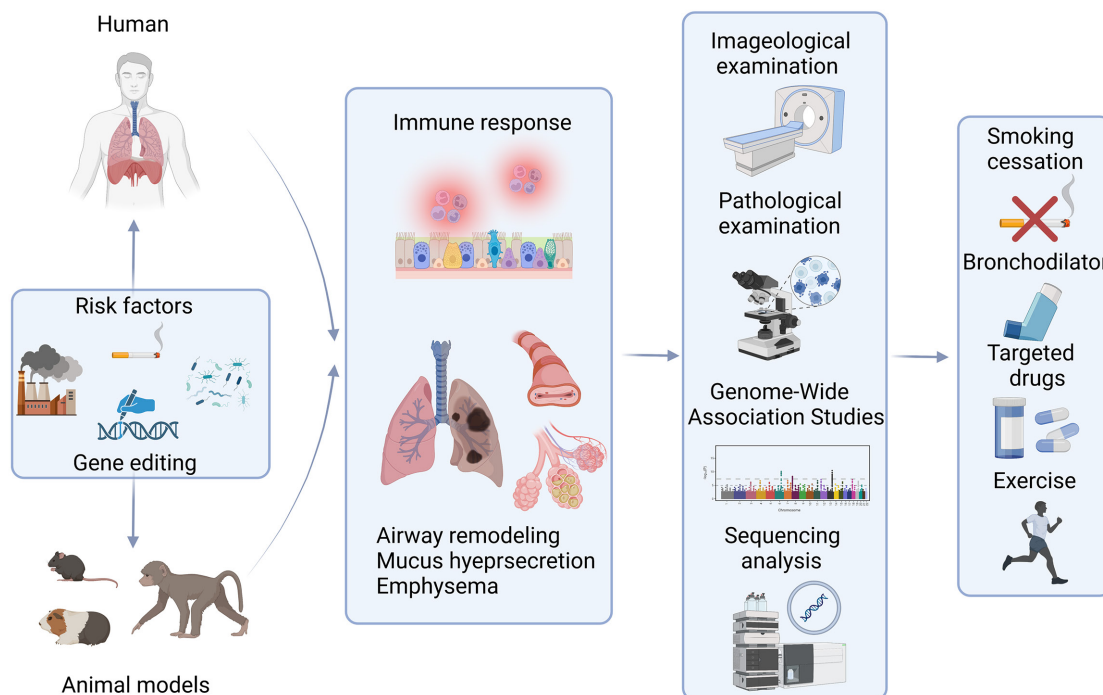 Human
Risk factors
Gene editing
Animal models
Immune response
Airway remodeling
Mucus hyeprsecretion
Emphysema
Imageological
examination
Pathological
examination
Genome-Wide
Association Studies
Chromosome
Sequencing
analysis
Smoking
cessation
Bronchodilator
Targeted
drugs
Exercise